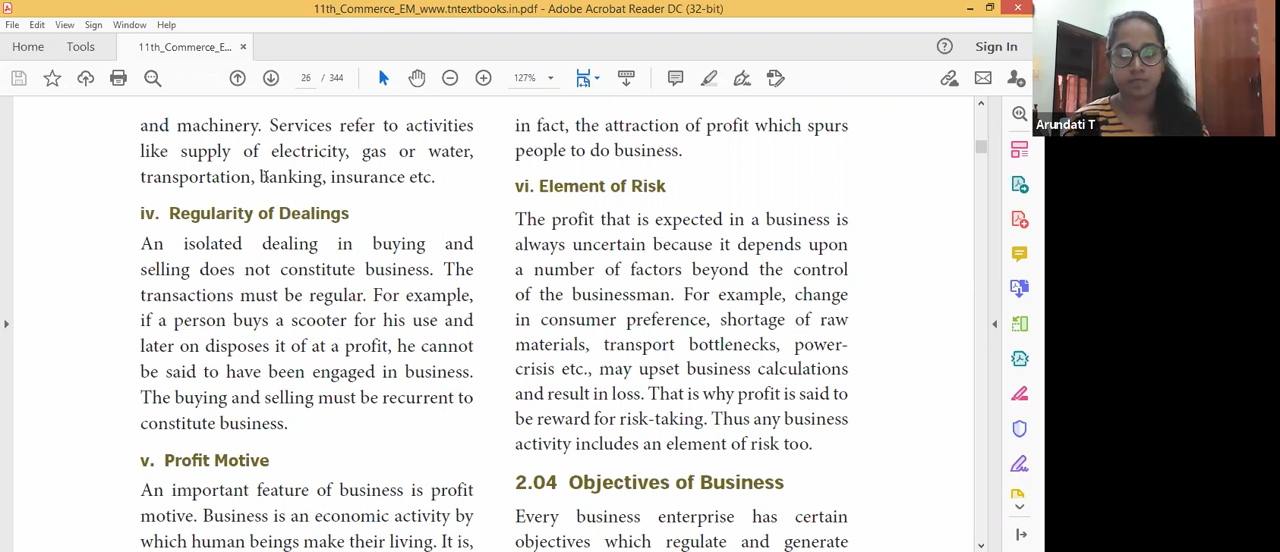 11th_Commerce_EM_www.tntextbooks.in.pdf - Adobe Acrobat Reader DC (32-bit)
File Edit View Sign Window Help
Home Tools 11th_Commerce_E... × Sign In
26 / 344 127%
Arundati T
and machinery. Services refer to activities
like supply of electricity, gas or water,
transportation, banking, insurance etc.
iv. Regularity of Dealings
An isolated dealing in buying and
selling does not constitute business. The
transactions must be regular. For example,
if a person buys a scooter for his use and
later on disposes it of at a profit, he cannot
be said to have been engaged in business.
The buying and selling must be recurrent to
constitute business.
v. Profit Motive
An important feature of business is profit
motive. Business is an economic activity by
which human beings make their living. It is,
in fact, the attraction of profit which spurs
people to do business.
vi. Element of Risk
The profit that is expected in a business is
always uncertain because it depends upon
a number of factors beyond the control
of the businessman. For example, change
in consumer preference, shortage of raw
materials, transport bottlenecks, power-
crisis etc., may upset business calculations
and result in loss. That is why profit is said to
be reward for risk-taking. Thus any business
activity includes an element of risk too.
2.04 Objectives of Business
Every business enterprise has certain
objectives which regulate and generate